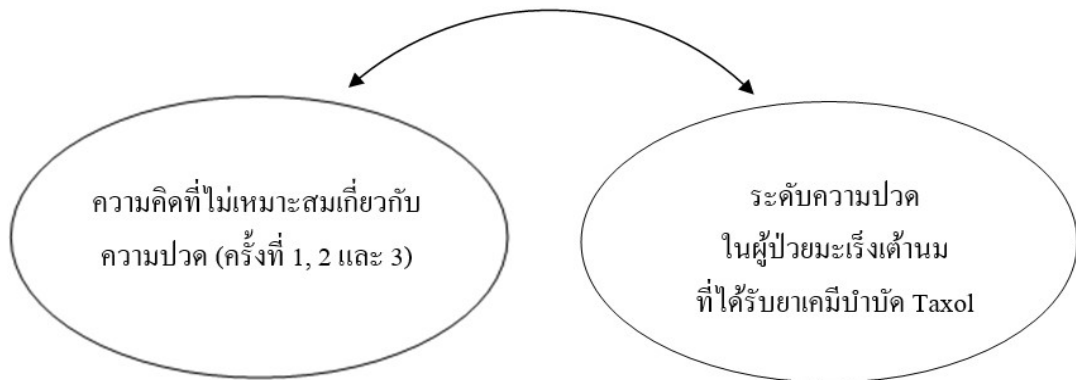 ความคิดที่ไม่เหมาะสมเกี่ยวกับ
ความปวด (ครั้งที่ 1, 2 และ 3)
ระดับความปวด
ในผู้ป่วยมะเร็งเต้านม
ที่ได้รับยาเคมีบำบัด Taxol